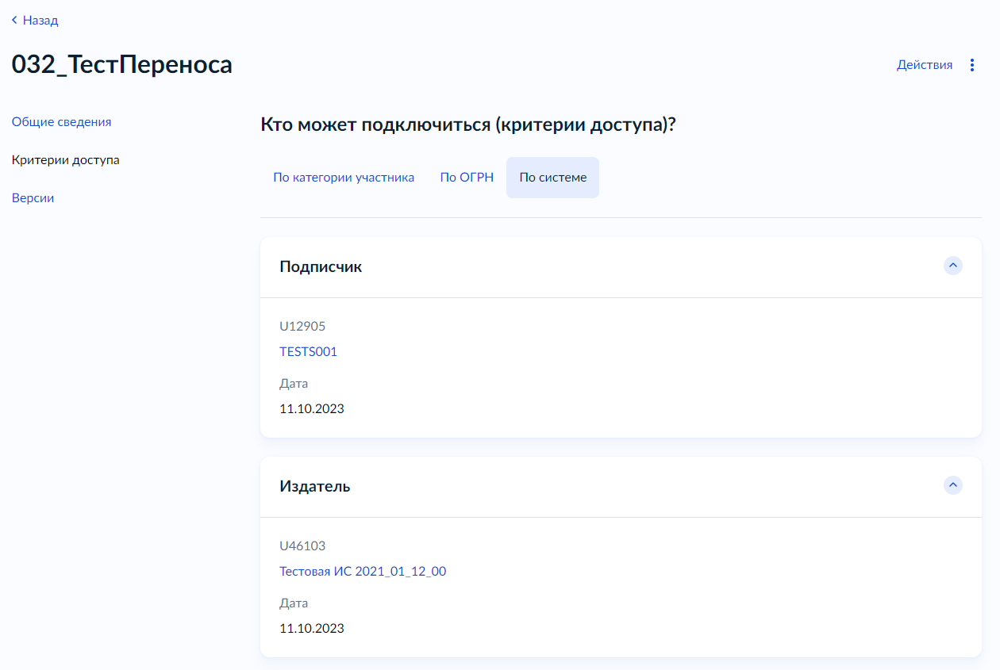 Назад
032_ТестПереноса
Действия
Общие сведения
Критерии доступа
Версии
Кто может подключиться (критерии доступа)?
По категории участника
По ОГРН
По системе
Подписчик
U12905
TESTS001
Дата
11.10.2023
Издатель
U46103
Тестовая ИС 2021_01_12_00
Дата
11.10.2023